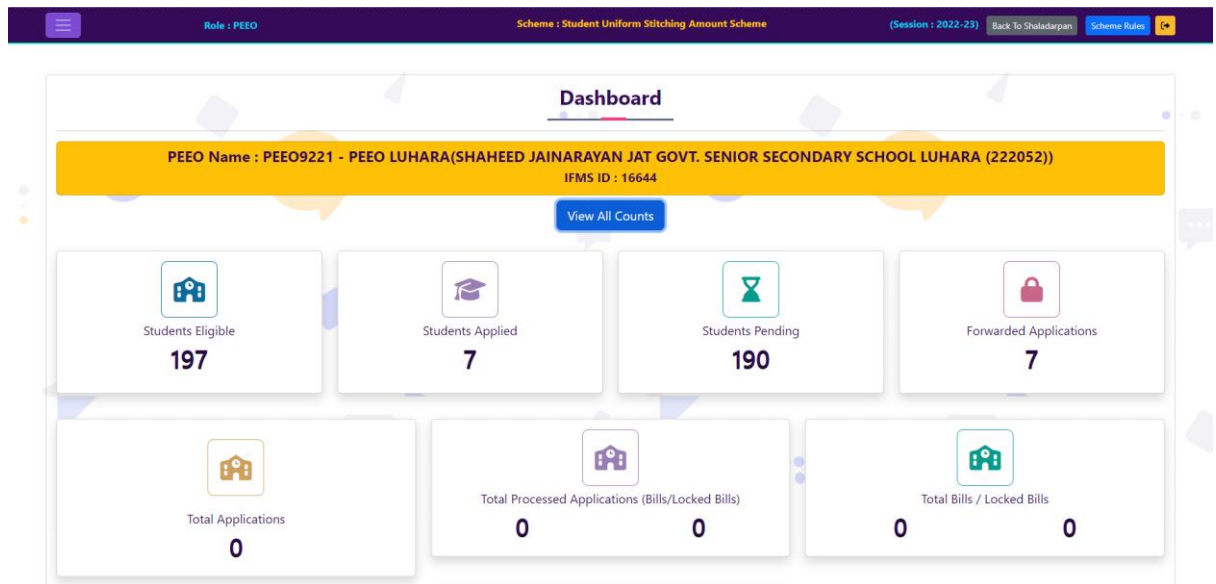 Role : PEEO
Scheme : Student Uniform Stitching Amount Scheme
(Session : 2022-23)
Back To Shaladarpan
Scheme Rules
Dashboard
PEEO Name : PEEO9221 - PEEO LUHARA(SHAHEED JAINARAYAN JAT GOVT. SENIOR SECONDARY SCHOOL LUHARA (222052))
IFMS ID : 16644
View All Counts
Students Eligible
197
Students Applied
7
Students Pending
190
Forwarded Applications
7
Total Applications
0
Total Processed Applications (Bills/Locked Bills)
0 0
Total Bills / Locked Bills
0 0